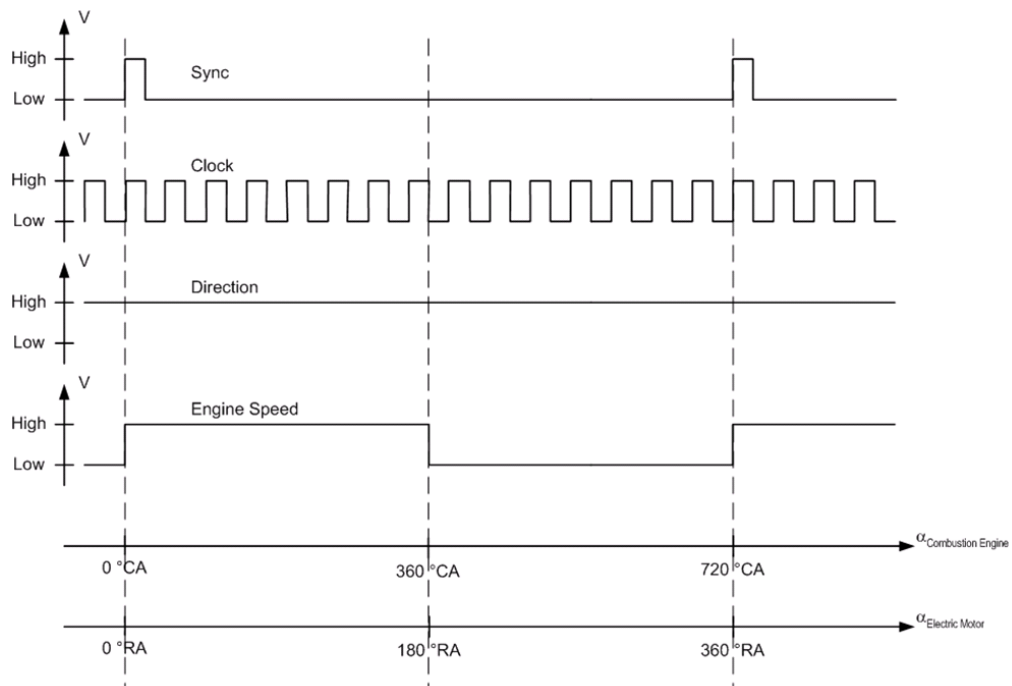 V
High
Sync
Low
V
Clock
High
Low
V
Direction
High
Low
V
Engine Speed
High
Low
αCombustion Engine
0 °CA 360 °CA 720 °CA
αElectric Motor
0 °RA 180 °RA 360 °RA